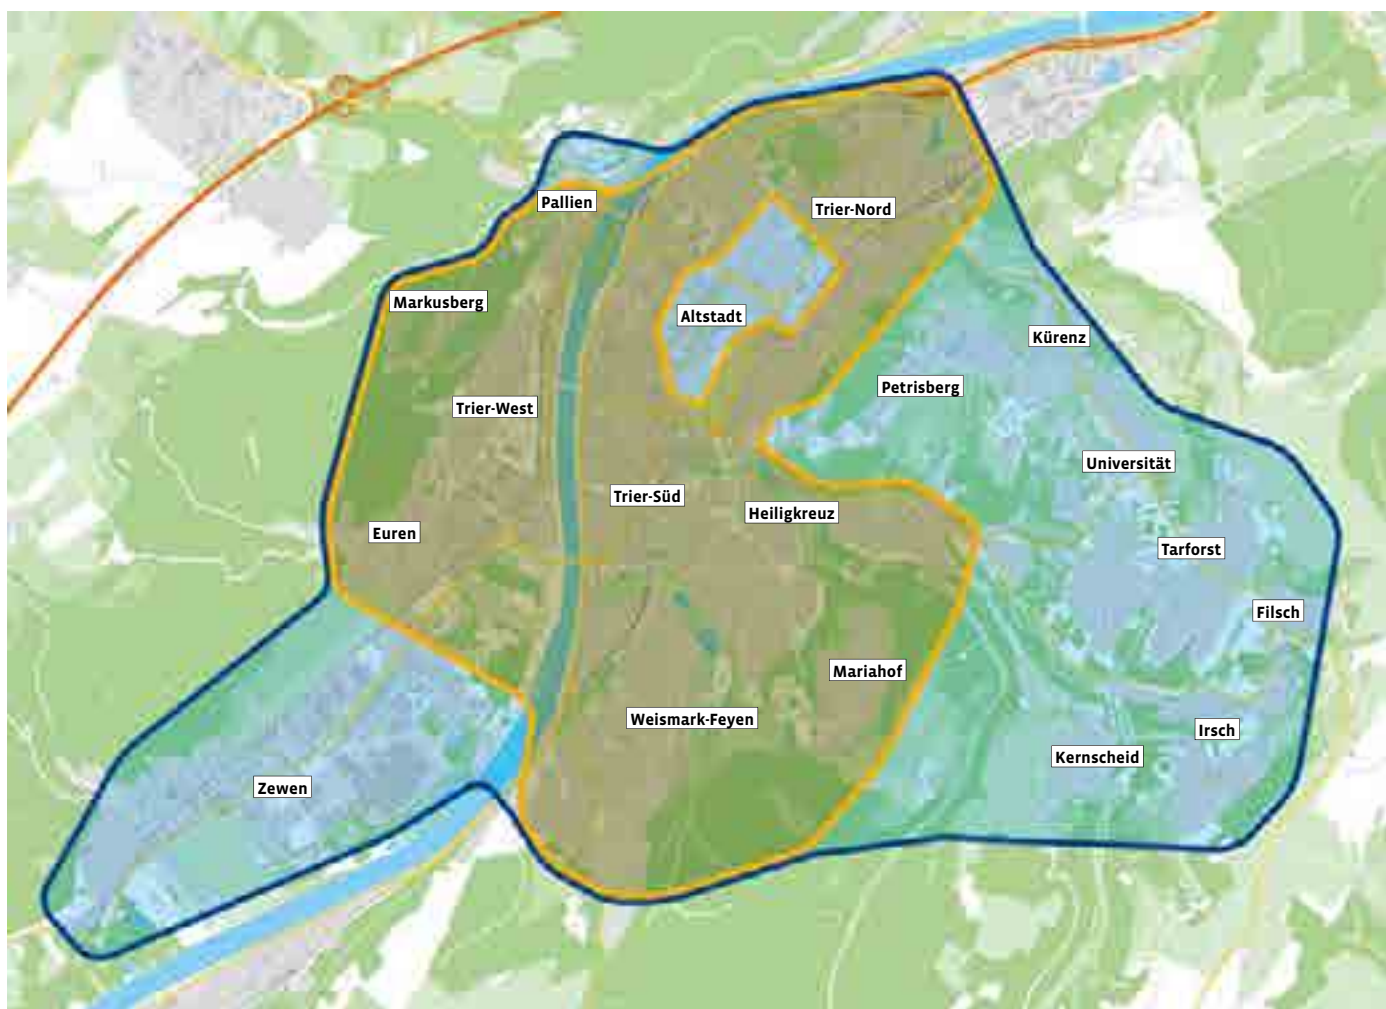 Pallien
Trier-Nord
Markusberg
Altstadt
Kürenz
Petrisberg
Trier-West
Universität
Trier-Süd
Heiligkreuz
Euren
Tarforst
Filsch
Mariahof
Weismark-Feyen
Irsch
Kernscheid
Zewen